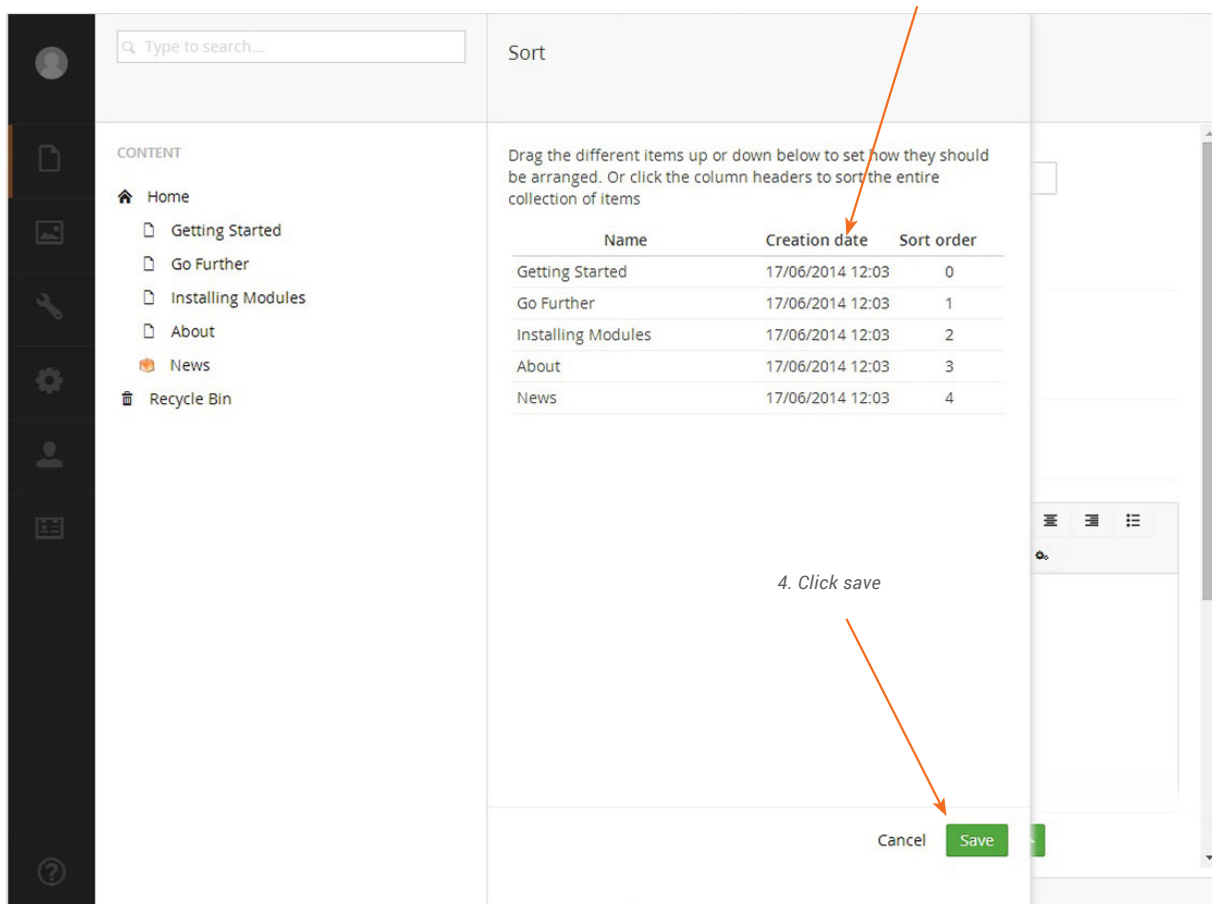 Type to search...
Sort
CONTENT
Home
Getting Started
Go Further
Installing Modules
About
News
Recycle Bin
Drag the different items up or down below to set how they should
be arranged. Or click the column headers to sort the entire
collection of items
Name Creation date Sort order
Getting Started 17/06/2014 12:03 0
Go Further 17/06/2014 12:03 1
Installing Modules 17/06/2014 12:03 2
About 17/06/2014 12:03 3
News 17/06/2014 12:03 4
4. Click save
Cancel Save